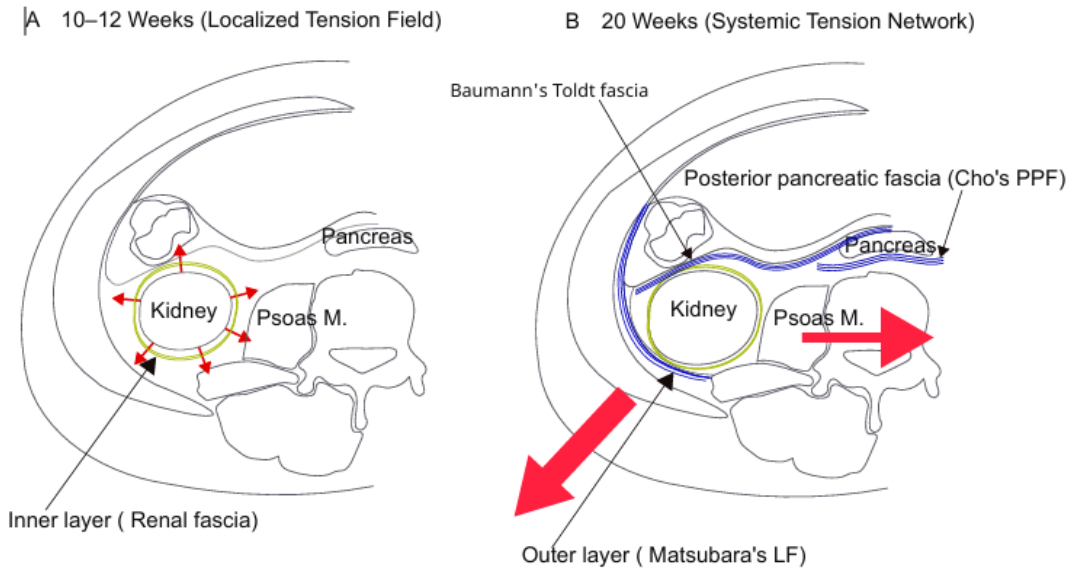 A 10–12 Weeks (Localized Tension Field)
Pancreas
Kidney
Psoas M.
Inner layer ( Renal fascia)
B 20 Weeks (Systemic Tension Network)
Baumann's Toldt fascia
Posterior pancreatic fascia (Cho's PPF)
Pancreas
Kidney
Psoas M.
Outer layer ( Matsubara's LF)